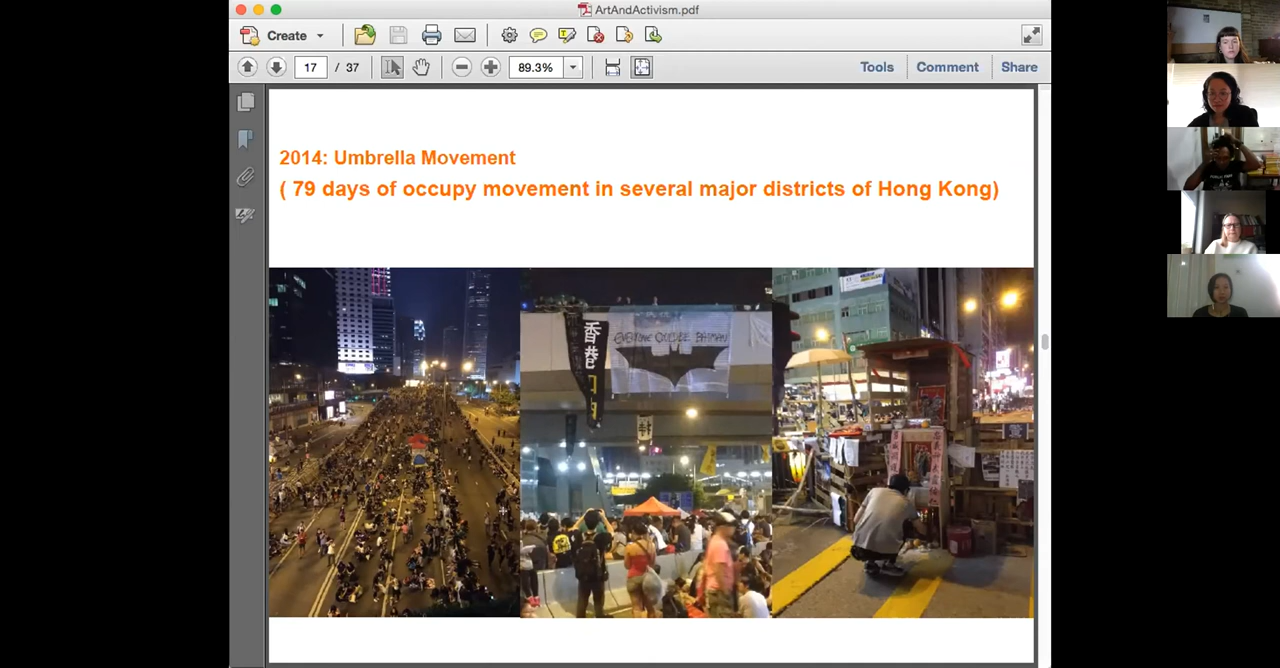 ArtAndActivism.pdf
Create
17 / 37
89.3%
Tools
Comment
Share
2014: Umbrella Movement
( 79 days of occupy movement in several major districts of Hong Kong)
香港